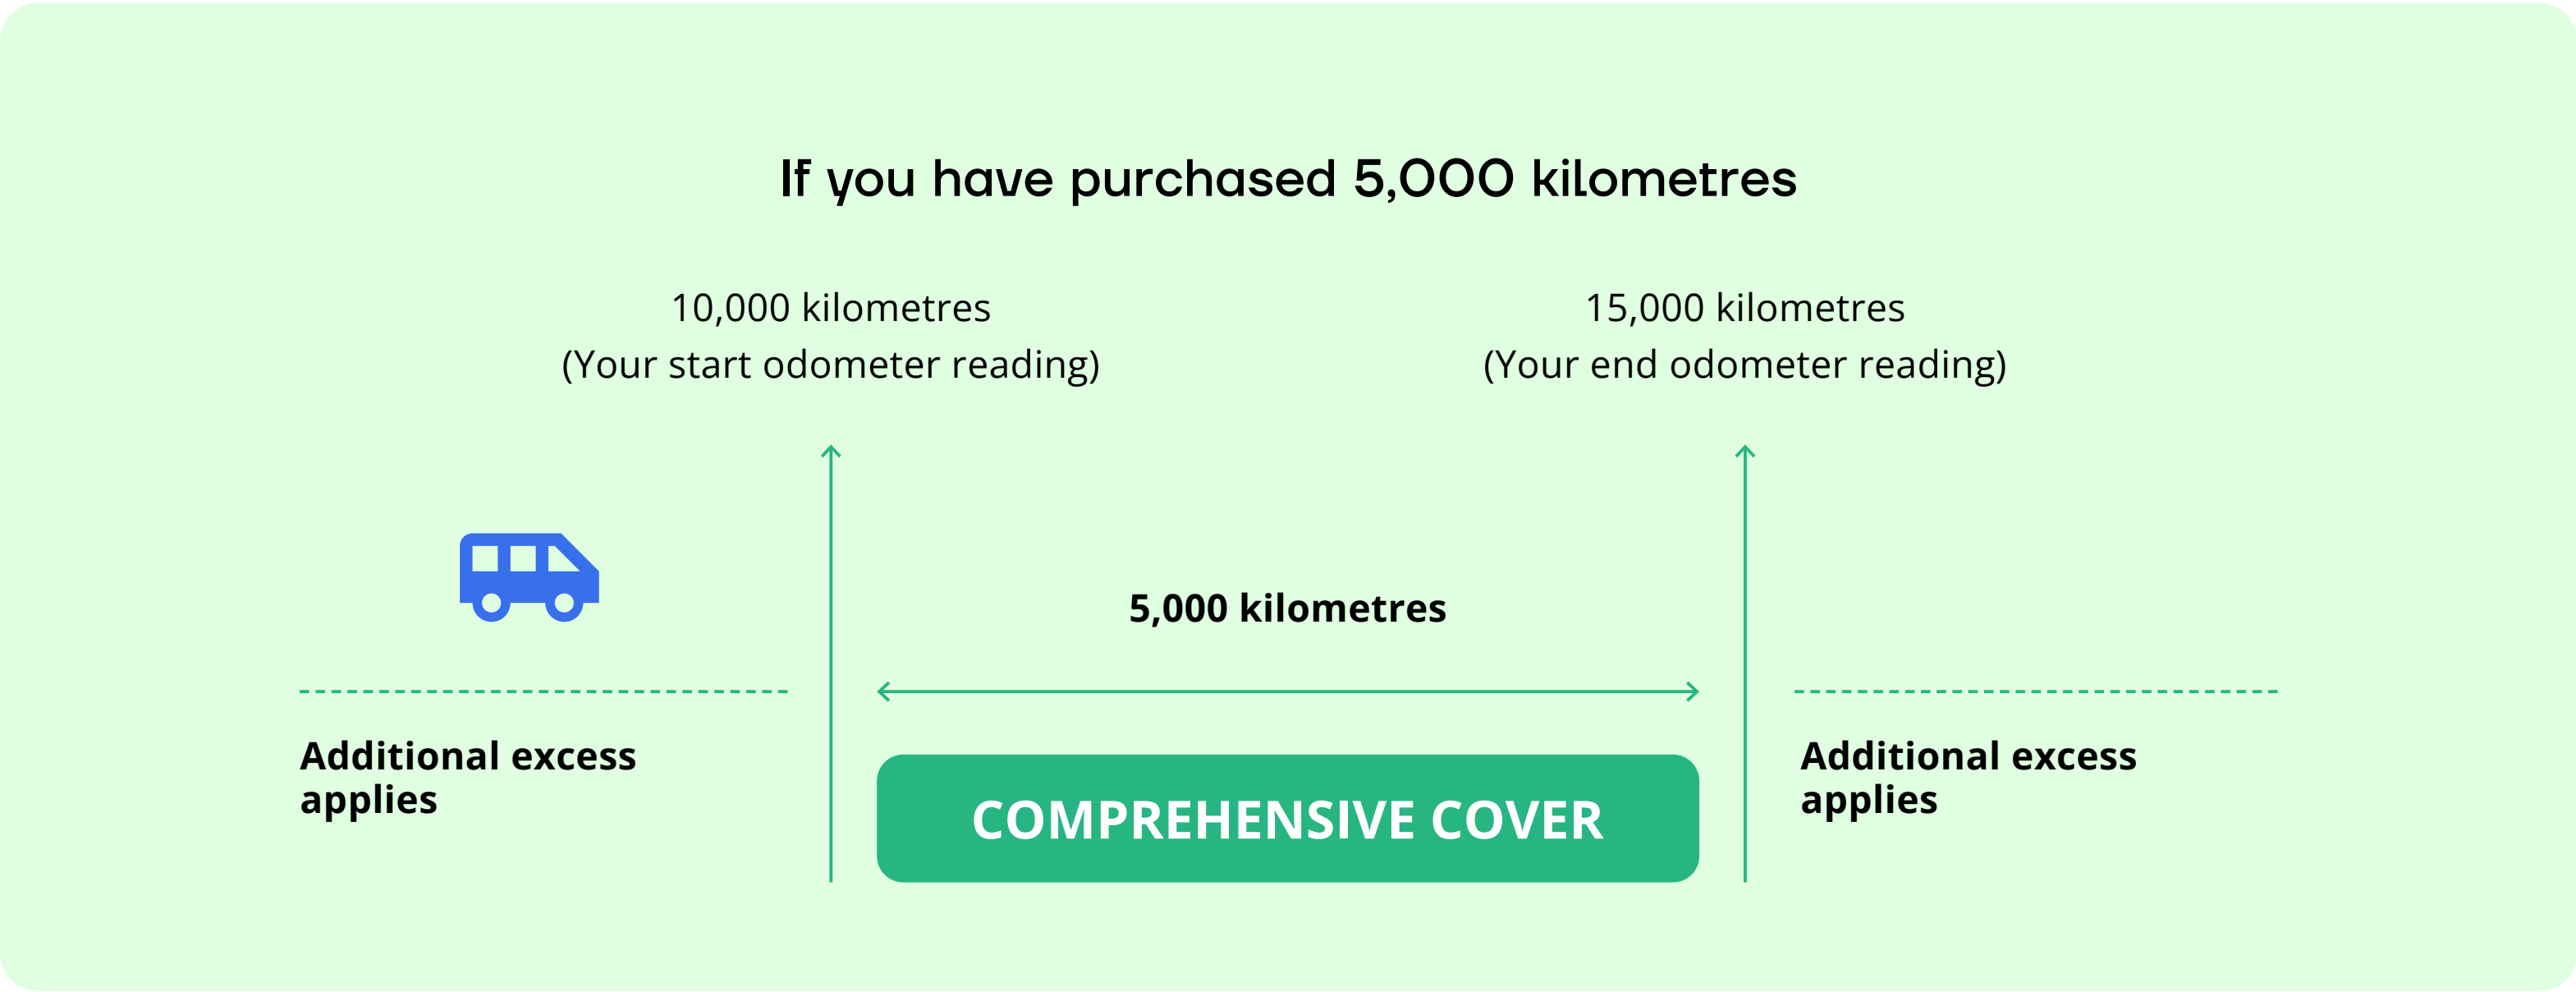 If you have purchased 5,000 kilometres
10,000 kilometres
(Your start odometer reading)
15,000 kilometres
(Your end odometer reading)
5,000 kilometres
Additional excess
applies
COMPREHENSIVE COVER
Additional excess
applies